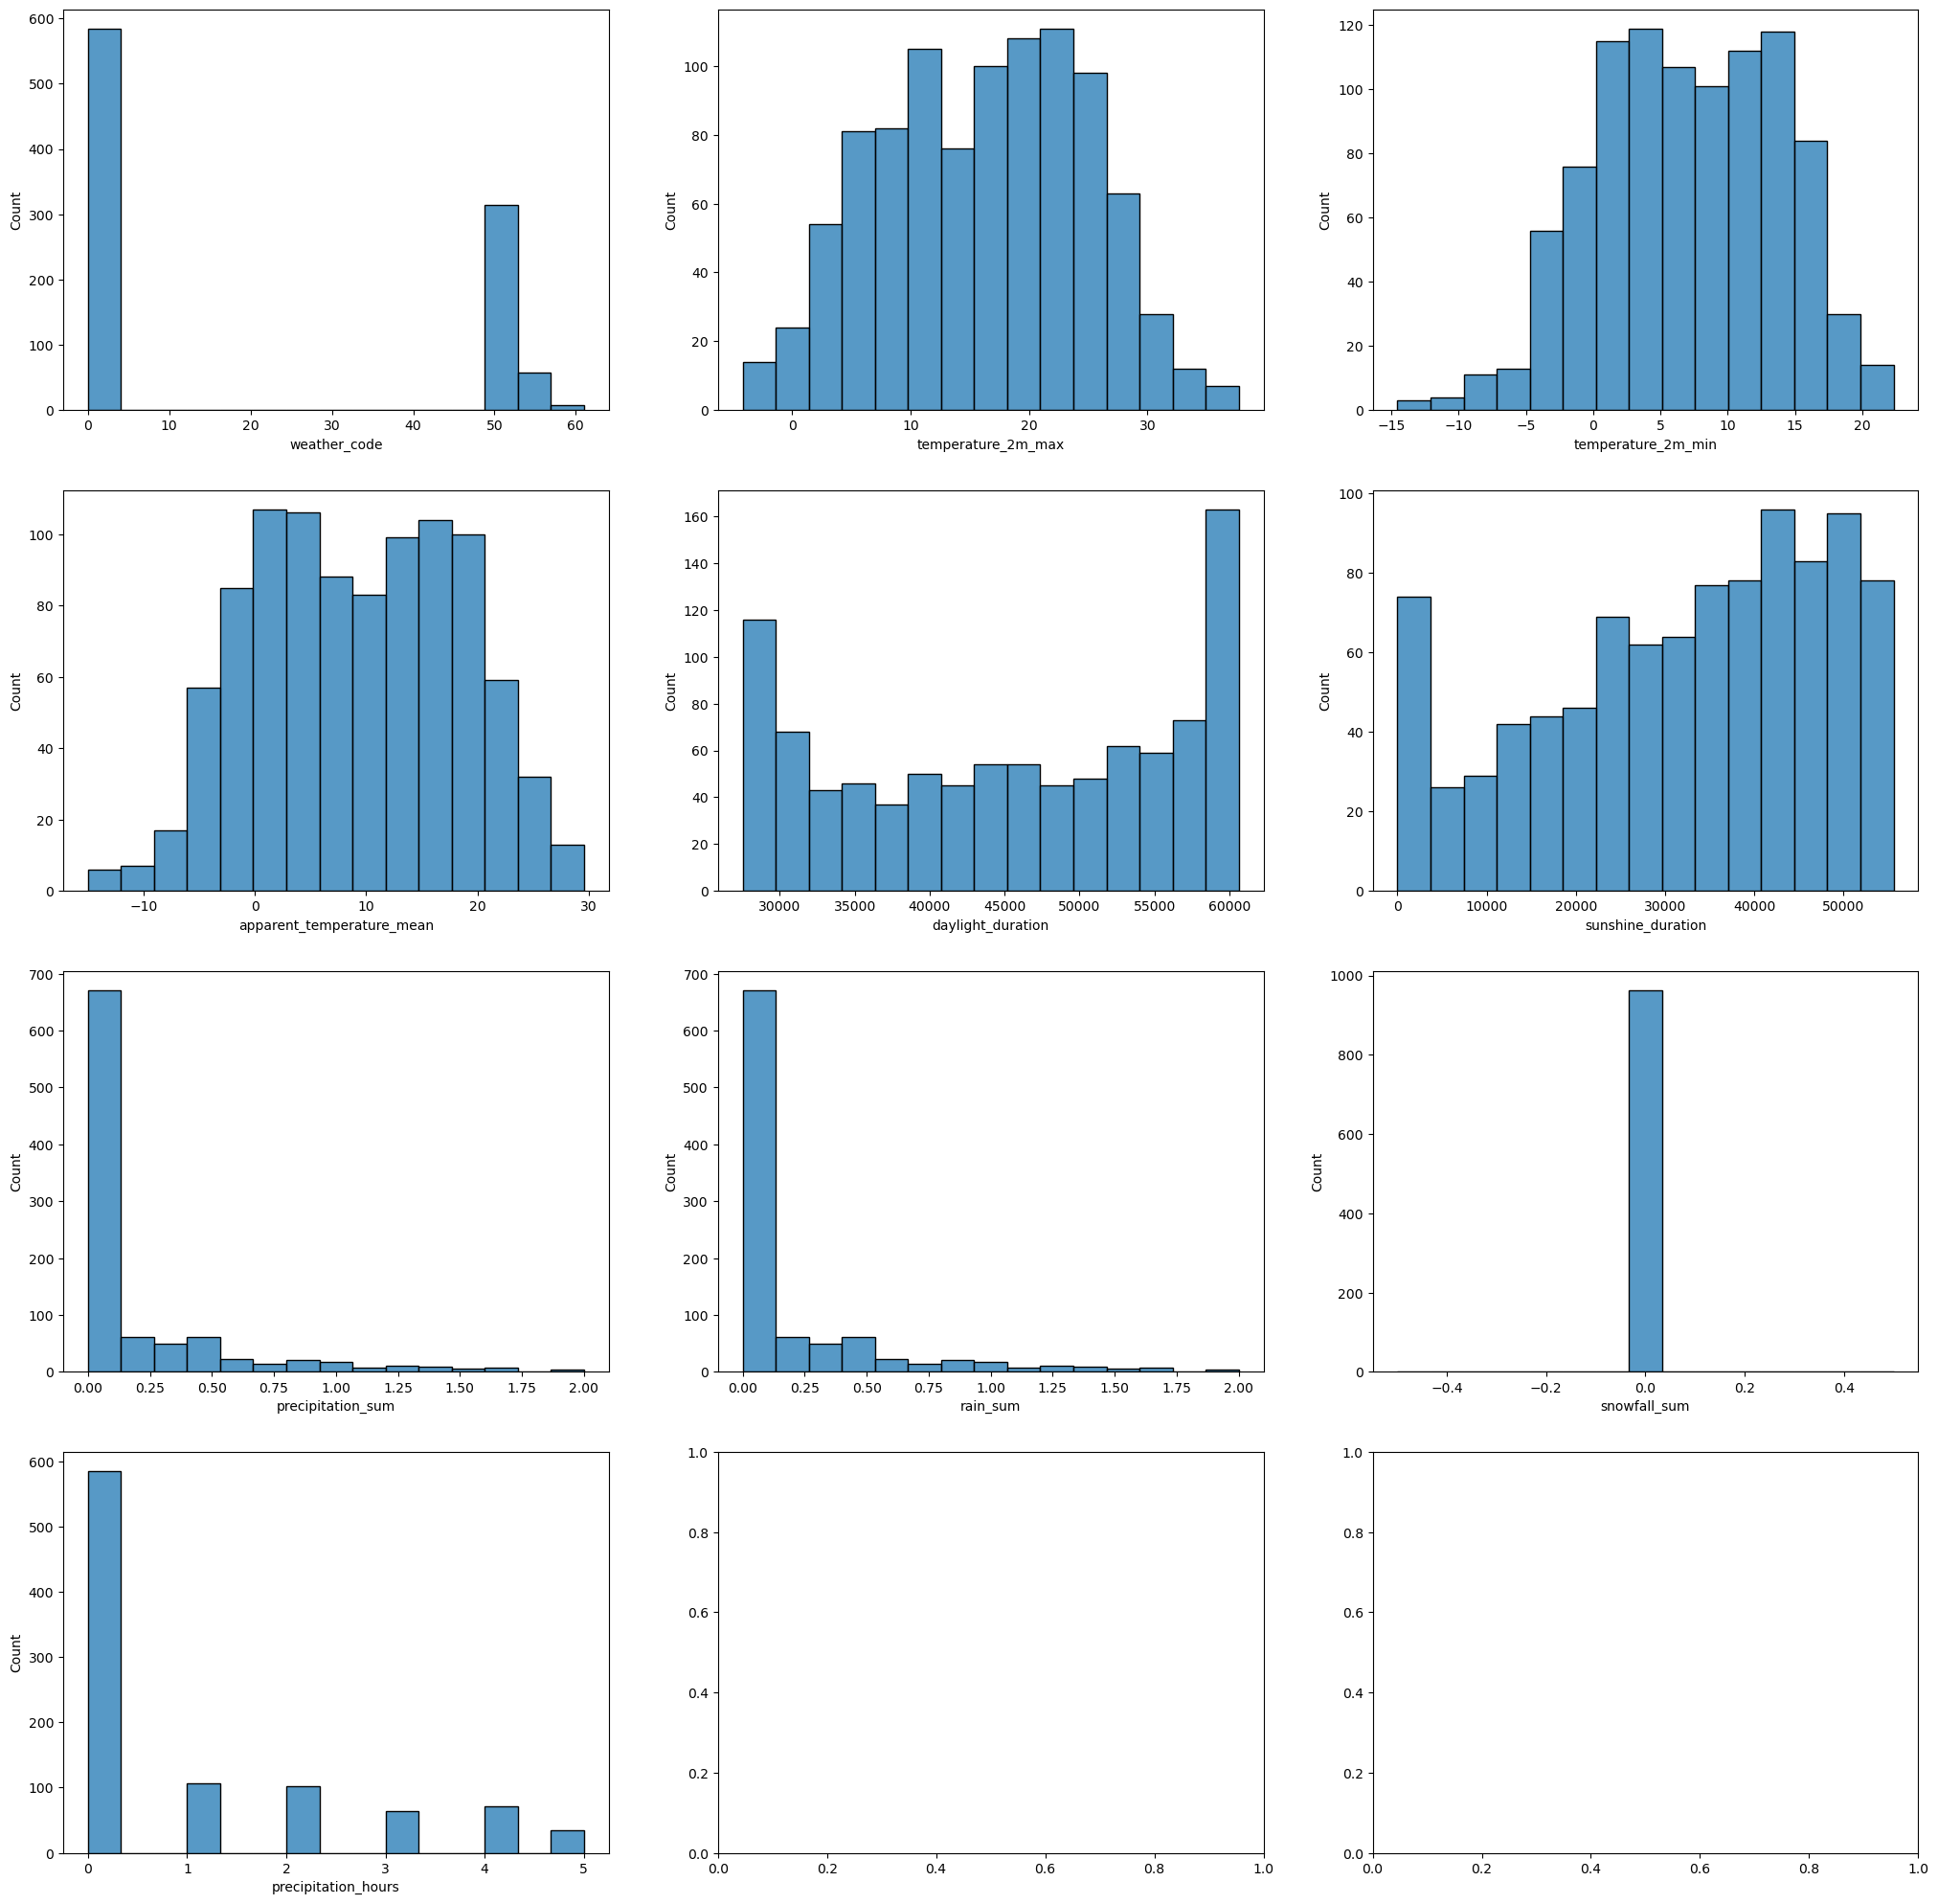 600
500
400
300
200
100
0
Count
0 10 20 30 40 50 60
weather_code
100
80
60
40
20
0
Count
0 10 20 30
temperature_2m_max
120
100
80
60
40
20
0
Count
−15 −10 −5 0 5 10 15 20
temperature_2m_min
100
80
60
40
20
0
Count
−10 0 10 20 30
apparent_temperature_mean
160
140
120
100
80
60
40
20
0
Count
30000 35000 40000 45000 50000 55000 60000
daylight_duration
100
80
60
40
20
0
Count
0 10000 20000 30000 40000 50000
sunshine_duration
700
600
500
400
300
200
100
0
Count
0.00 0.25 0.50 0.75 1.00 1.25 1.50 1.75 2.00
precipitation_sum
700
600
500
400
300
200
100
0
Count
0.00 0.25 0.50 0.75 1.00 1.25 1.50 1.75 2.00
rain_sum
1000
800
600
400
200
0
Count
−0.4 −0.2 0.0 0.2 0.4
snowfall_sum
600
500
400
300
200
100
0
Count
0 1 2 3 4 5
precipitation_hours
1.0
0.8
0.6
0.4
0.2
0.0
0.0 0.2 0.4 0.6 0.8 1.0
1.0
0.8
0.6
0.4
0.2
0.0
0.0 0.2 0.4 0.6 0.8 1.0